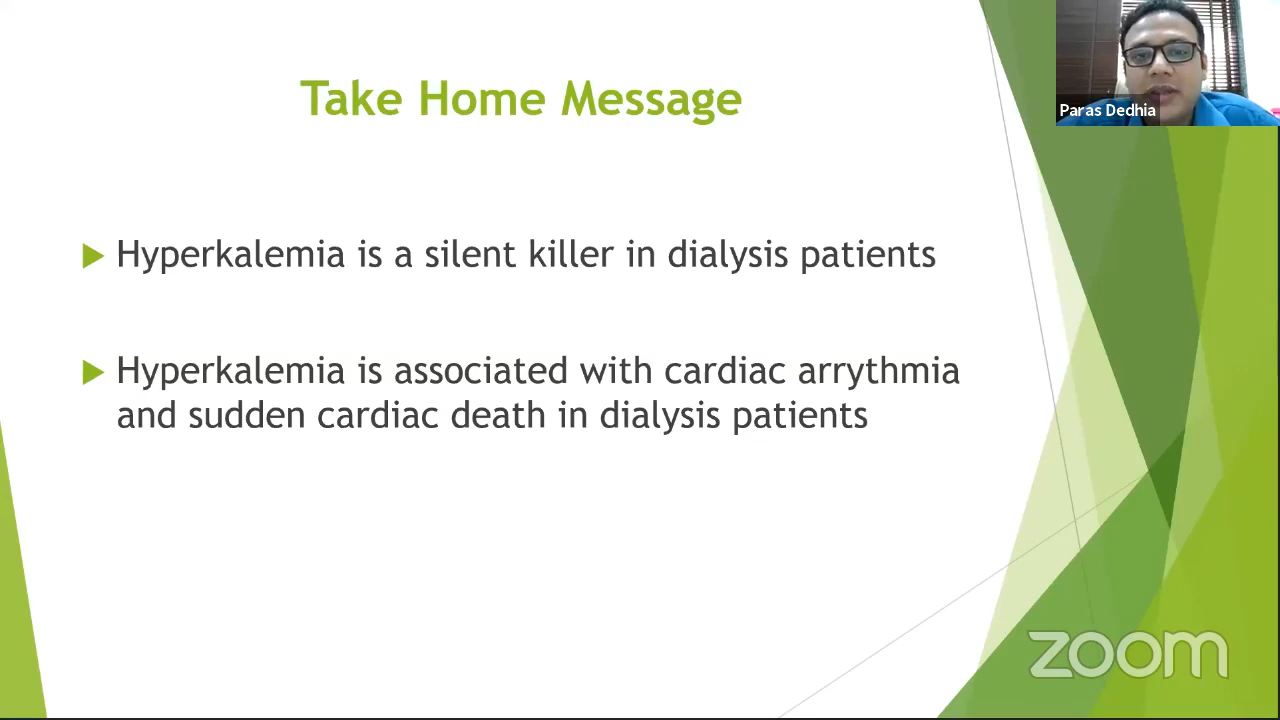 Take Home Message
Paras Dedhia
Hyperkalemia is a silent killer in dialysis patients
Hyperkalemia is associated with cardiac arrythmia
and sudden cardiac death in dialysis patients
zoom